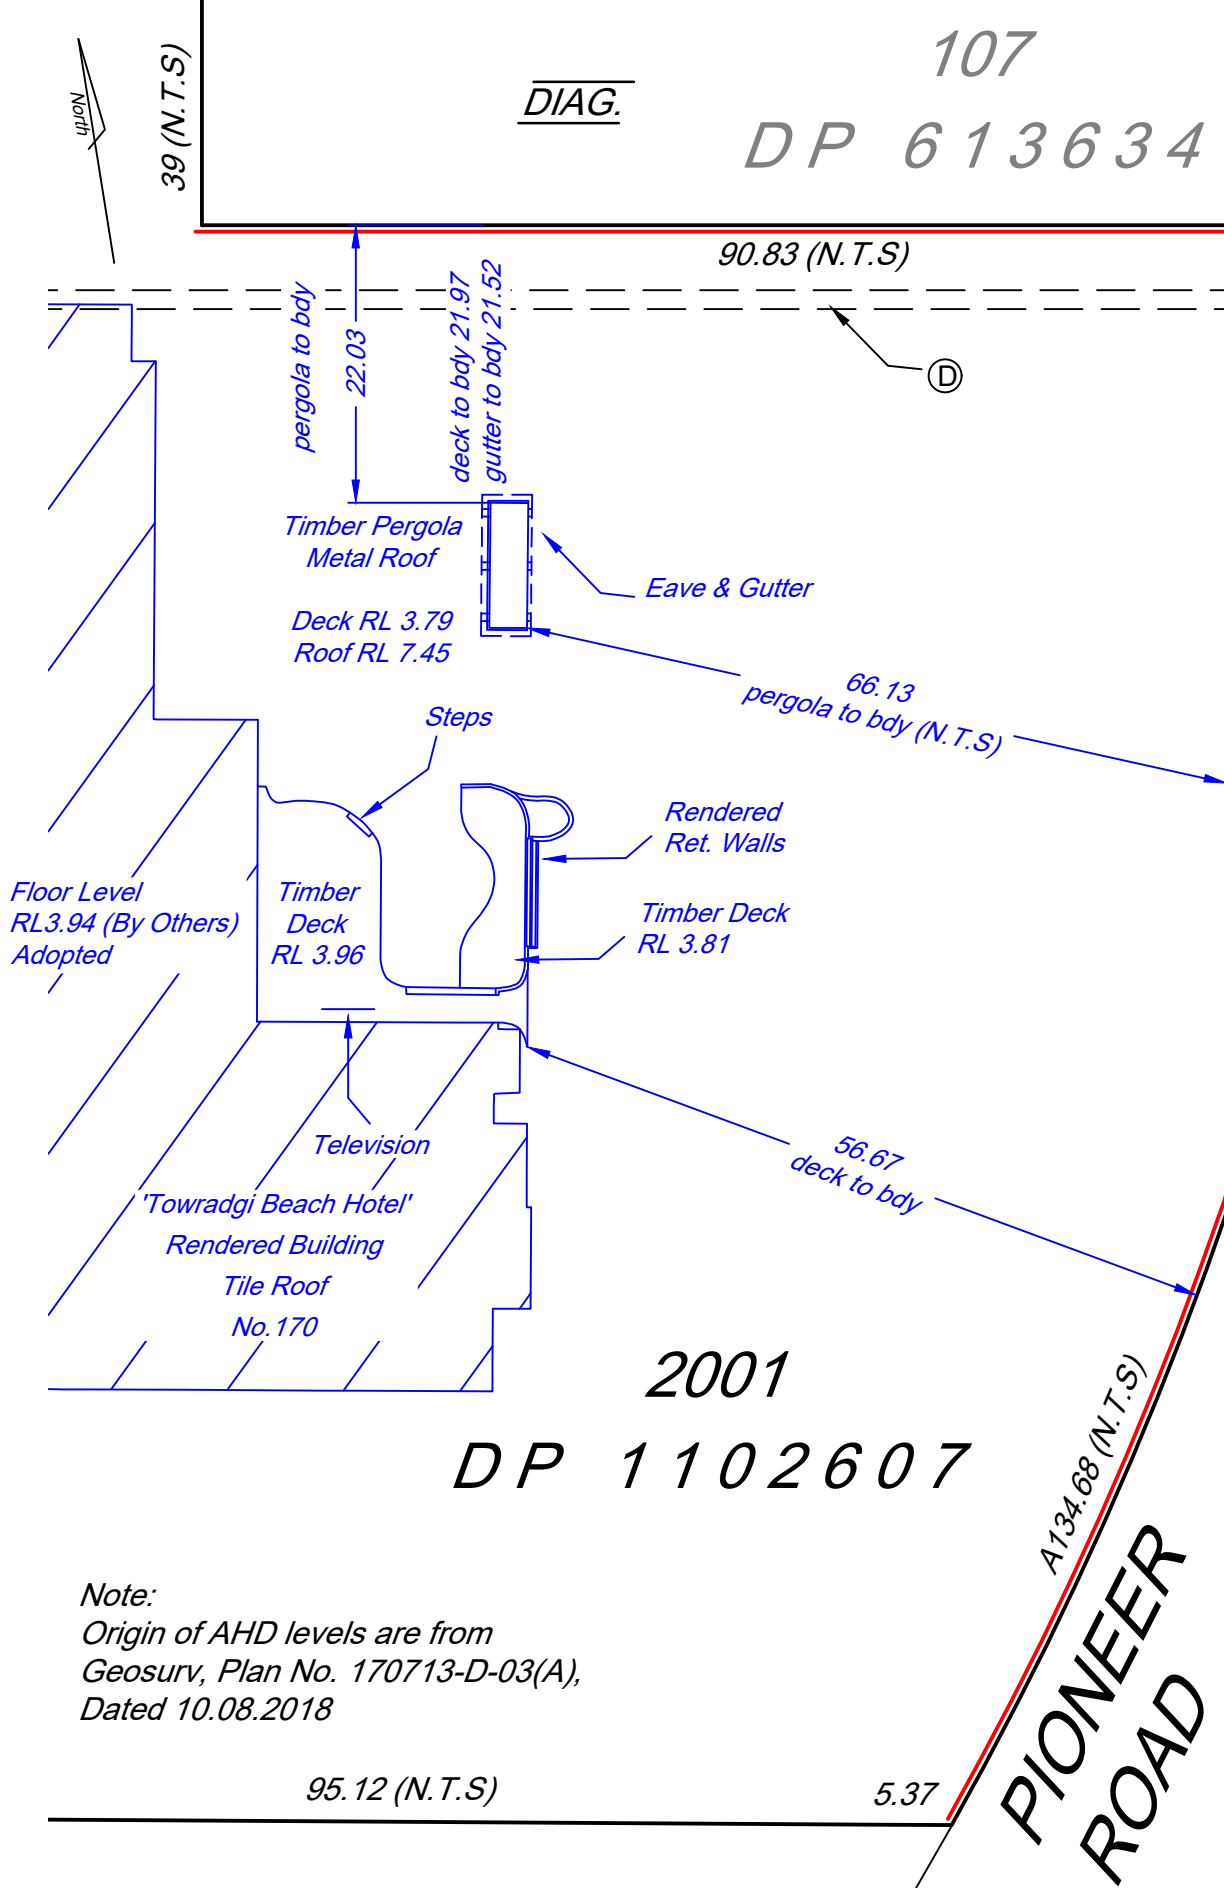 107
DIAG.
DP 613634
North
39 (N.T.S)
90.83 (N.T.S)
pergola to bdy
22.03
deck to bdy 21.97
gutter to bdy 21.52
D
Timber Pergola
Metal Roof
Eave & Gutter
Deck RL 3.79
Roof RL 7.45
66.13
pergola to bdy (N.T.S)
Steps
Rendered
Ret. Walls
Floor Level
RL3.94 (By Others)
Adopted
Timber
Deck
RL 3.96
Timber Deck
RL 3.81
Television
56.67
deck to bdy
'Towradgi Beach Hotel'
Rendered Building
Tile Roof
No.170
2001
DP 1102607
A134.68 (N.T.S)
PIONEER
ROAD
Note:
Origin of AHD levels are from
Geosurv, Plan No. 170713-D-03(A),
Dated 10.08.2018
95.12 (N.T.S)
5.37